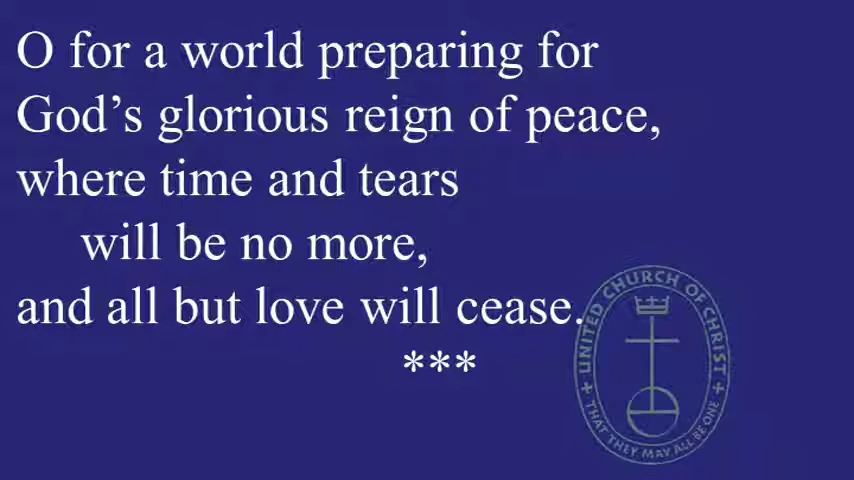 O for a world preparing for
God’s glorious reign of peace,
where time and tears
will be no more,
and all but love will cease.
***
UNITED CHURCH OF CHRIST
+ THAT THEY MAY ALL BE ONE +